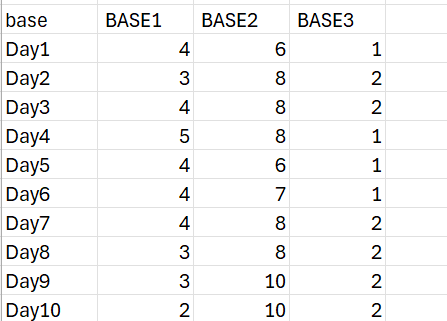 base BASE1 BASE2 BASE3
Day1 4 6 1
Day2 3 8 2
Day3 4 8 2
Day4 5 8 1
Day5 4 6 1
Day6 4 7 1
Day7 4 8 2
Day8 3 8 2
Day9 3 10 2
Day10 2 10 2